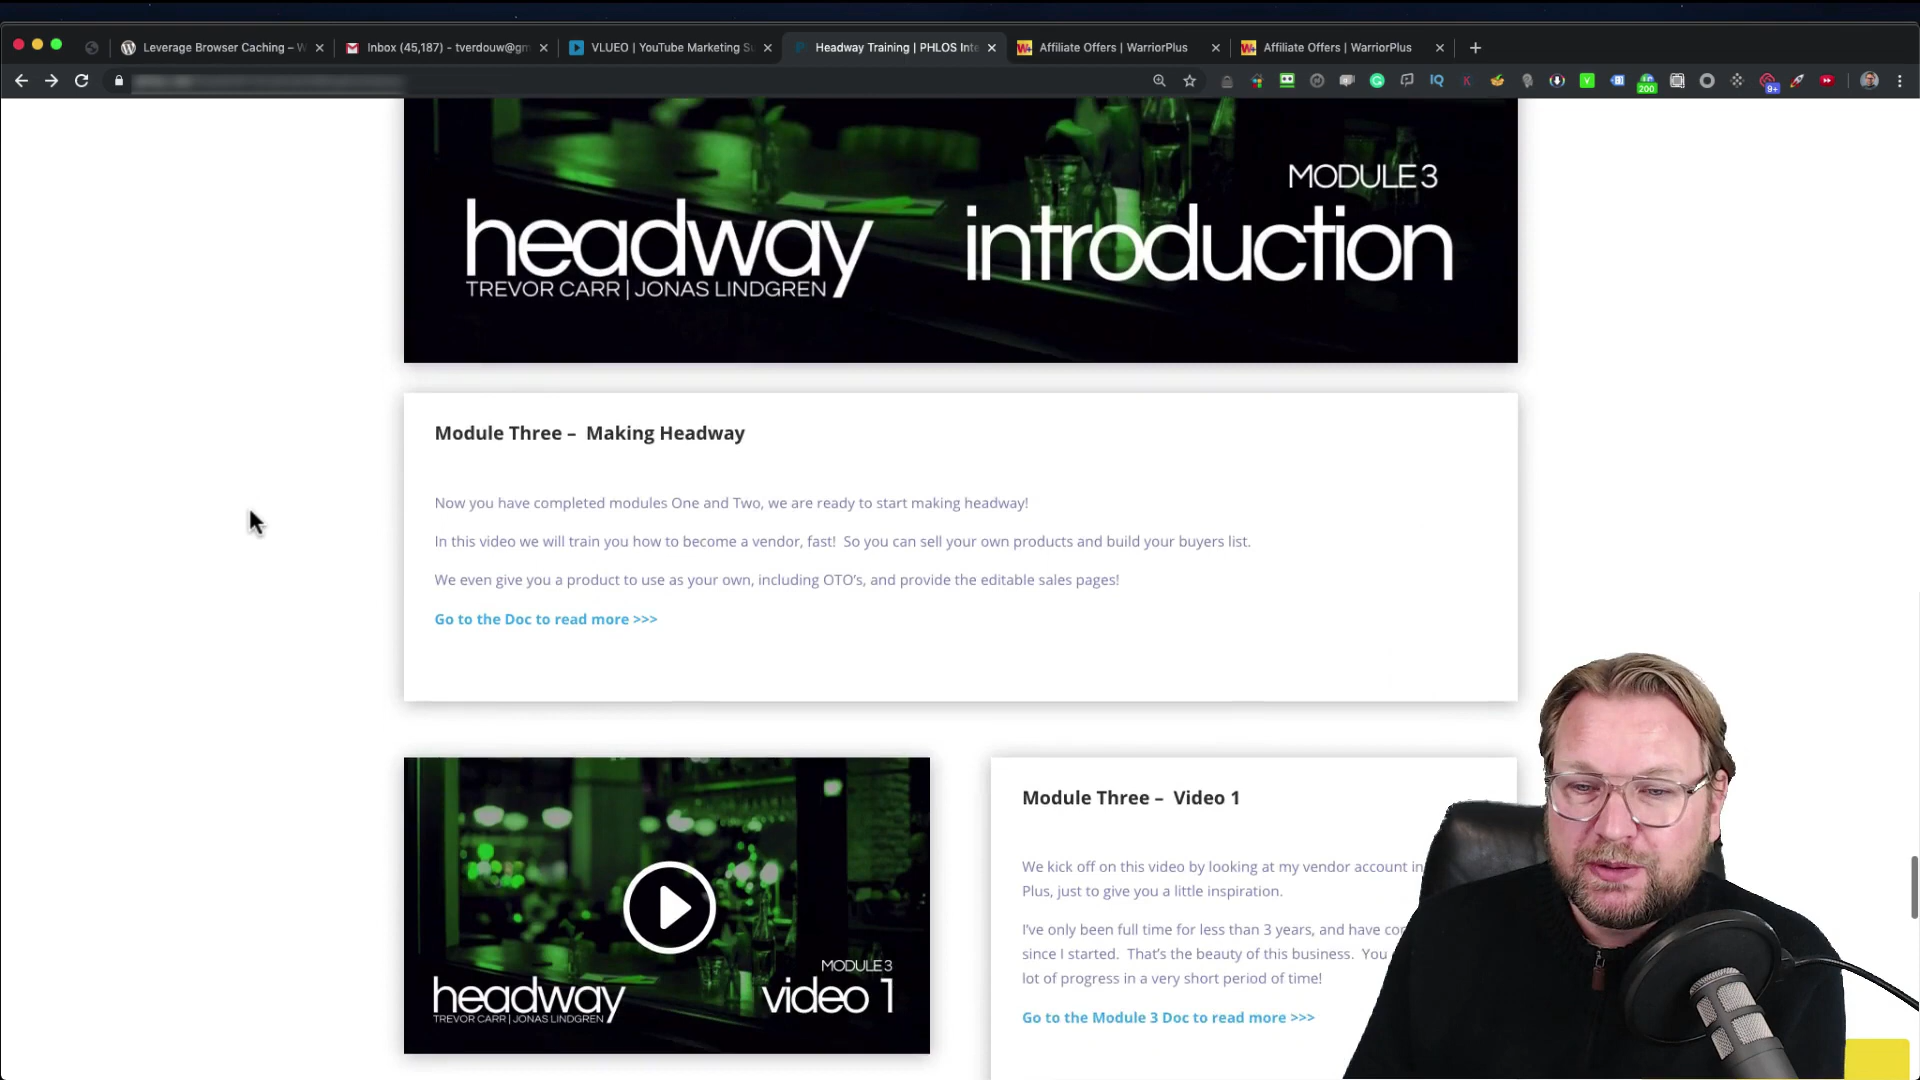 Leverage Browser Caching – W
Inbox (45,187) - tverdouw@gm
VLUEO | YouTube Marketing Su
Headway Training | PHLOS Inte
Affiliate Offers | WarriorPlus
Affiliate Offers | WarriorPlus
200
9+
MODULE 3
headway
introduction
TREVOR CARR | JONAS LINDGREN
Module Three – Making Headway
Now you have completed modules One and Two, we are ready to start making headway!
In this video we will train you how to become a vendor, fast! So you can sell your own products and build your buyers list.
We even give you a product to use as your own, including OTO's, and provide the editable sales pages!
Go to the Doc to read more >>>
MODULE 3
headway
video 1
TREVOR CARR | JONAS LINDGREN
Module Three – Video 1
We kick off on this video by looking at my vendor account in
Plus, just to give you a little inspiration.
I've only been full time for less than 3 years, and have
since I started. That's the beauty of this business. You
lot of progress in a very short period of time!
Go to the Module 3 Doc to read more >>>